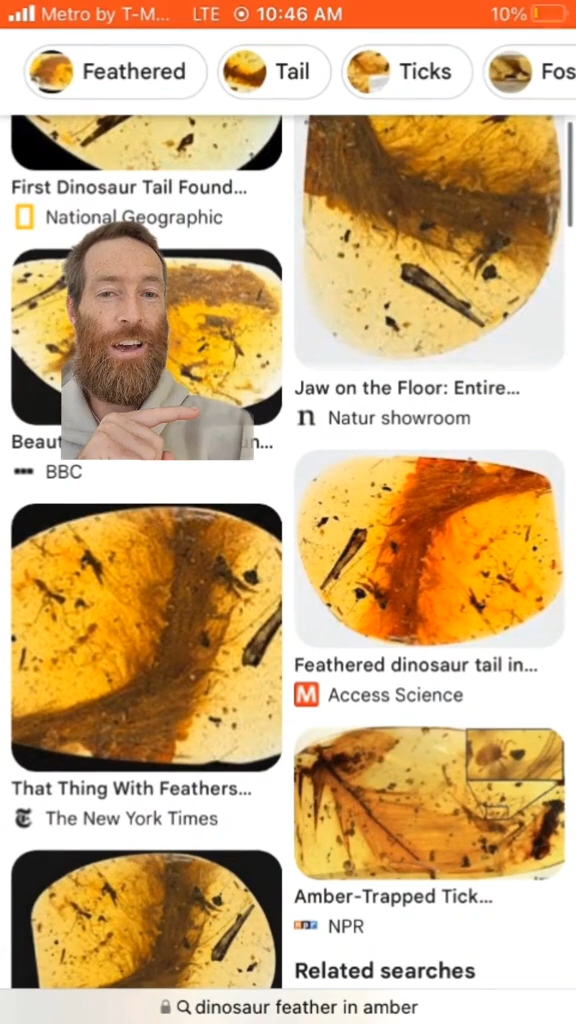 Metro by T-M... LTE 10:46 AM 10%
Feathered Tail Ticks Fos
First Dinosaur Tail Found...
National Geographic
Beaut n...
BBC
That Thing With Feathers...
The New York Times
Jaw on the Floor: Entire...
n Natur showroom
Feathered dinosaur tail in...
M Access Science
Amber-Trapped Tick...
npr NPR
Related searches
dinosaur feather in amber